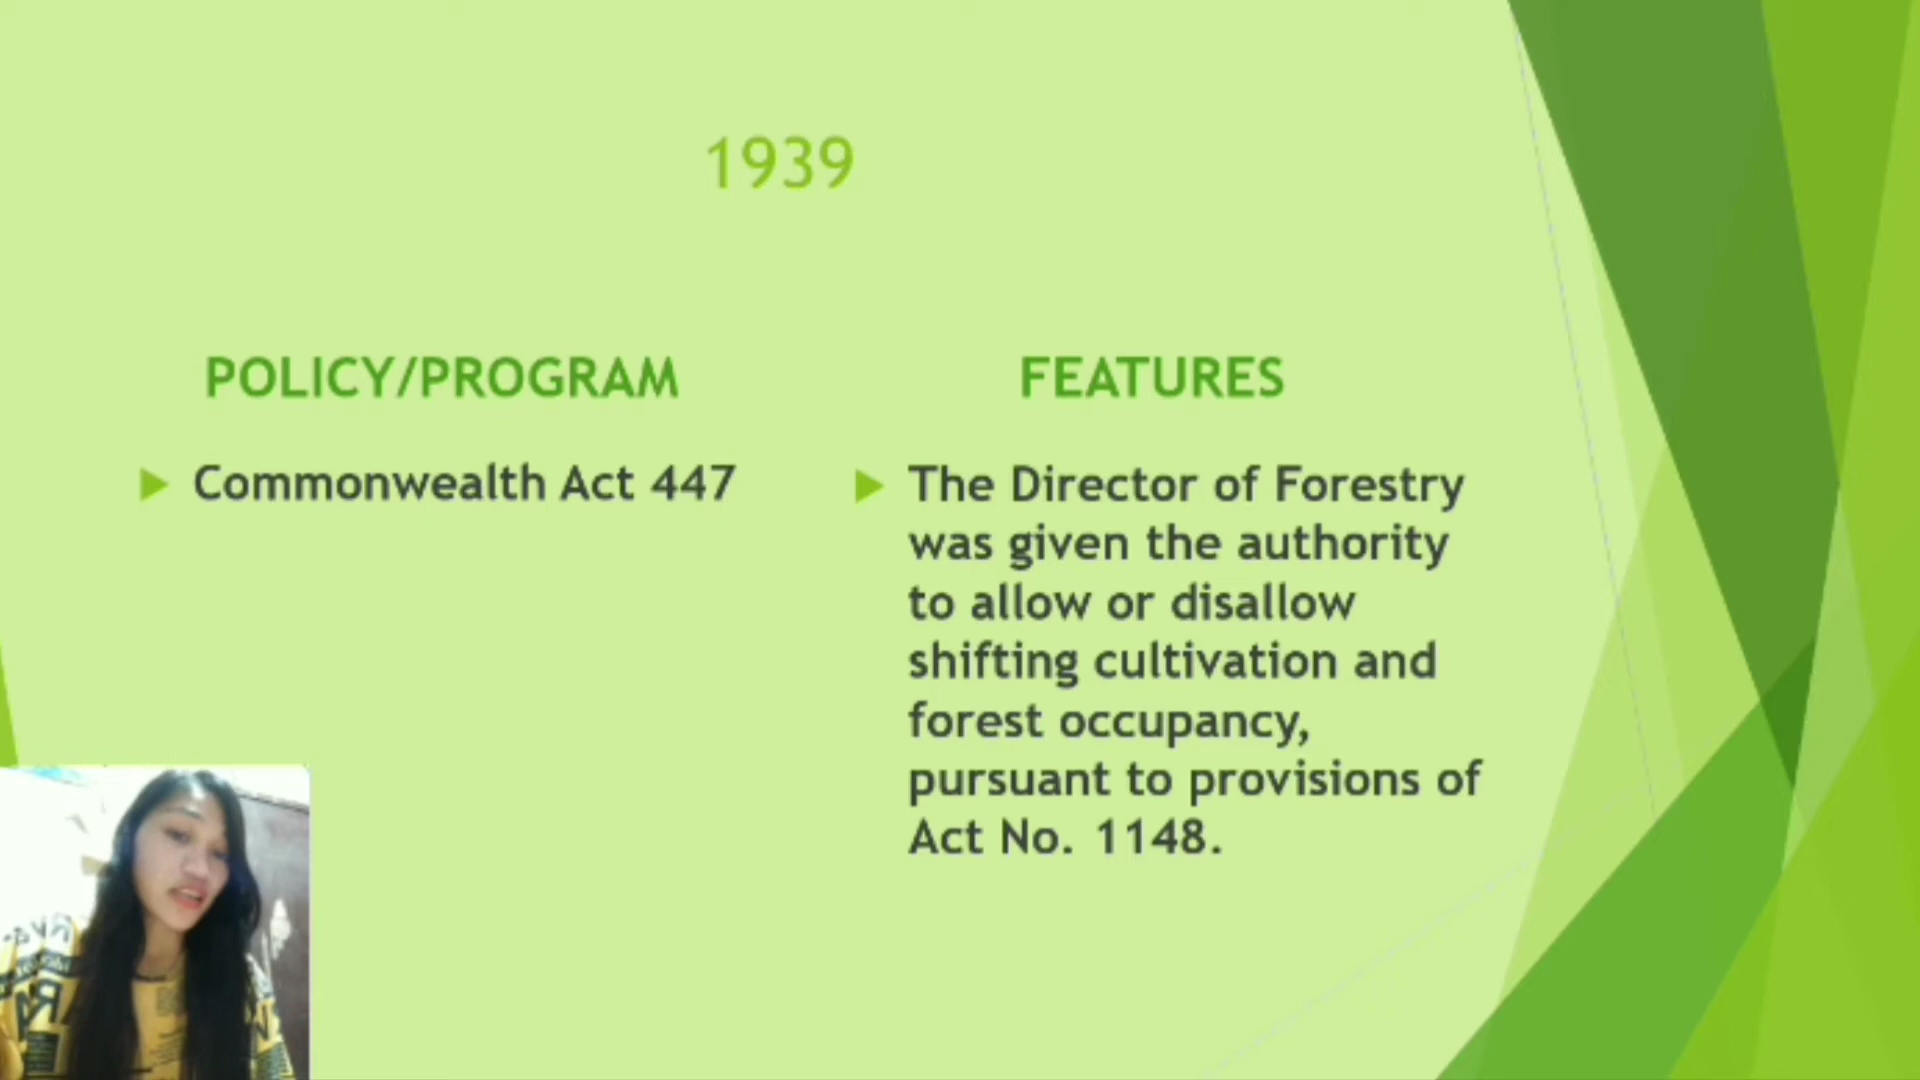 1939
POLICY/PROGRAM
Commonwealth Act 447
FEATURES
The Director of Forestry
was given the authority
to allow or disallow
shifting cultivation and
forest occupancy,
pursuant to provisions of
Act No. 1148.